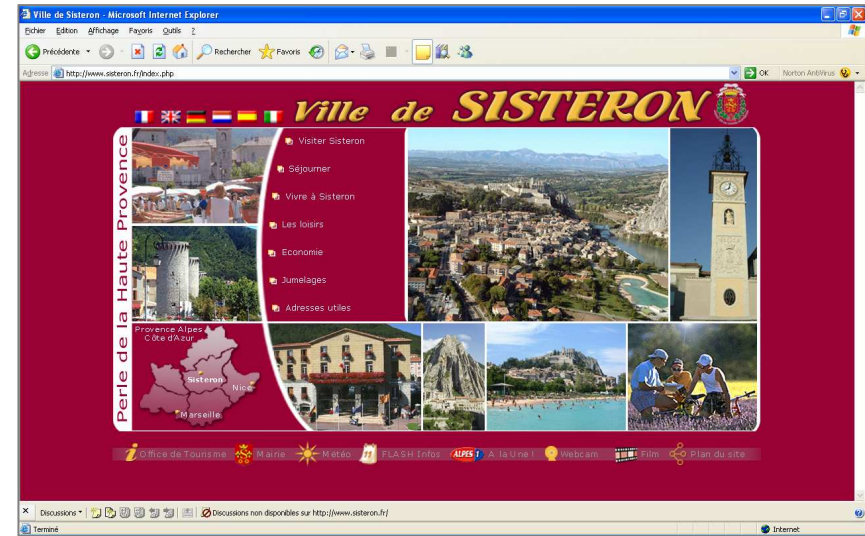 Ville de Sisteron - Microsoft Internet Explorer
Fichier Edition Affichage Favoris Outils ?
Précédente Rechercher Favoris
Adresse http://www.sisteron.fr/index.php OK Norton AntiVirus
Ville de SISTERON
Perle de la Haute Provence
Visiter Sisteron
Séjourner
Vivre à Sisteron
Les loisirs
Economie
Jumelages
Adresses utiles
Provence Alpes
Côte d'Azur
Sisteron
Nice
Marseille
Office de Tourisme Mairie Météo FLASH Infos ALPES 1 A la Une ! Webcam Film Plan du site
Discussions Discussions non disponibles sur http://www.sisteron.fr/
Terminé Internet